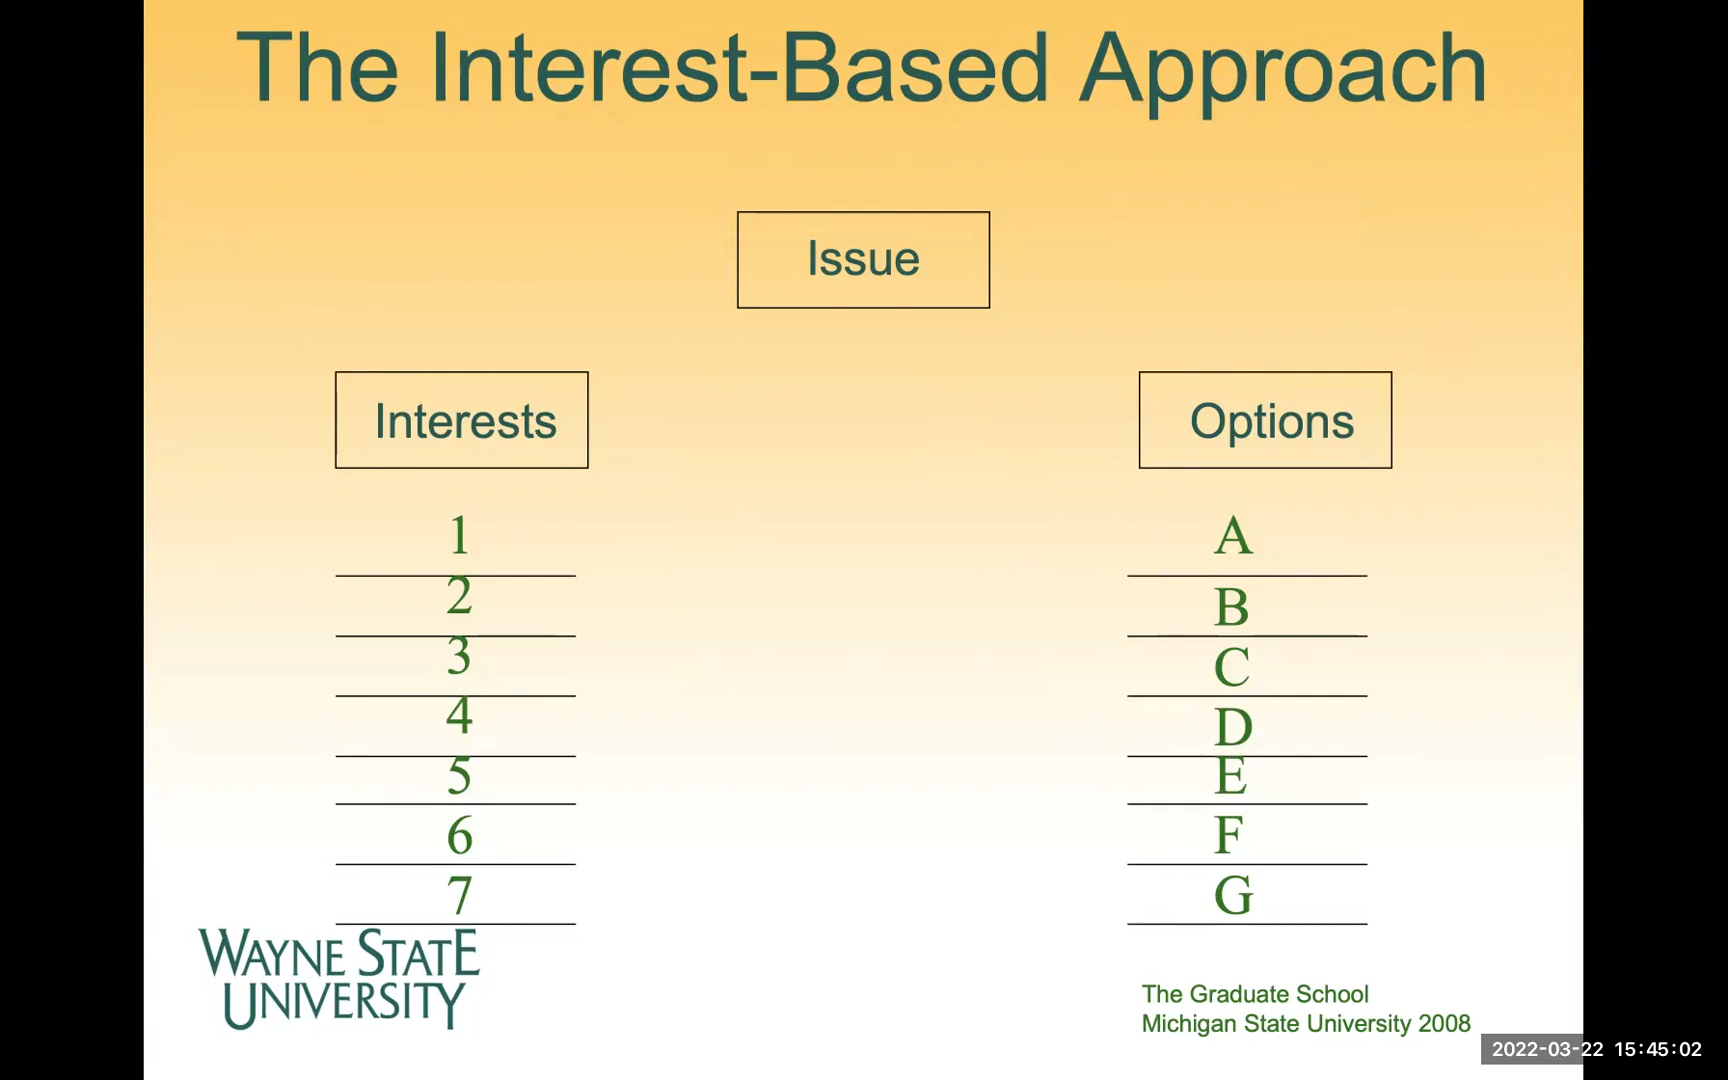 The Interest-Based Approach
Issue
Interests
Options
1
2
3
4
5
6
7
A
B
C
D
E
F
G
WAYNE STATE
UNIVERSITY
The Graduate School
Michigan State University 2008
2022-03-22 15:45:02